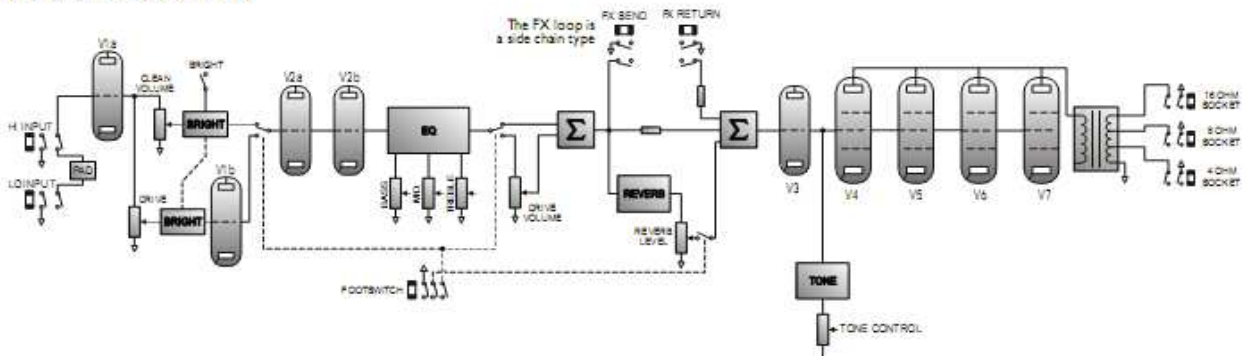 FX SEND
FX RETURN
The FX loop is
a side chain type
V1a
CLEAN
VOLUME
BRIGHT
V2a
V2b
HI INPUT
BRIGHT
EQ
Σ
Σ
16 OHM
SOCKET
8 OHM
SOCKET
4 OHM
SOCKET
PAD
LO INPUT
V1b
DRIVE
BRIGHT
BASS
MID
TREBLE
DRIVE
VOLUME
REVERB
REVERB
LEVEL
V3
V4
V5
V6
V7
FOOTSWITCH
TONE
TONE CONTROL